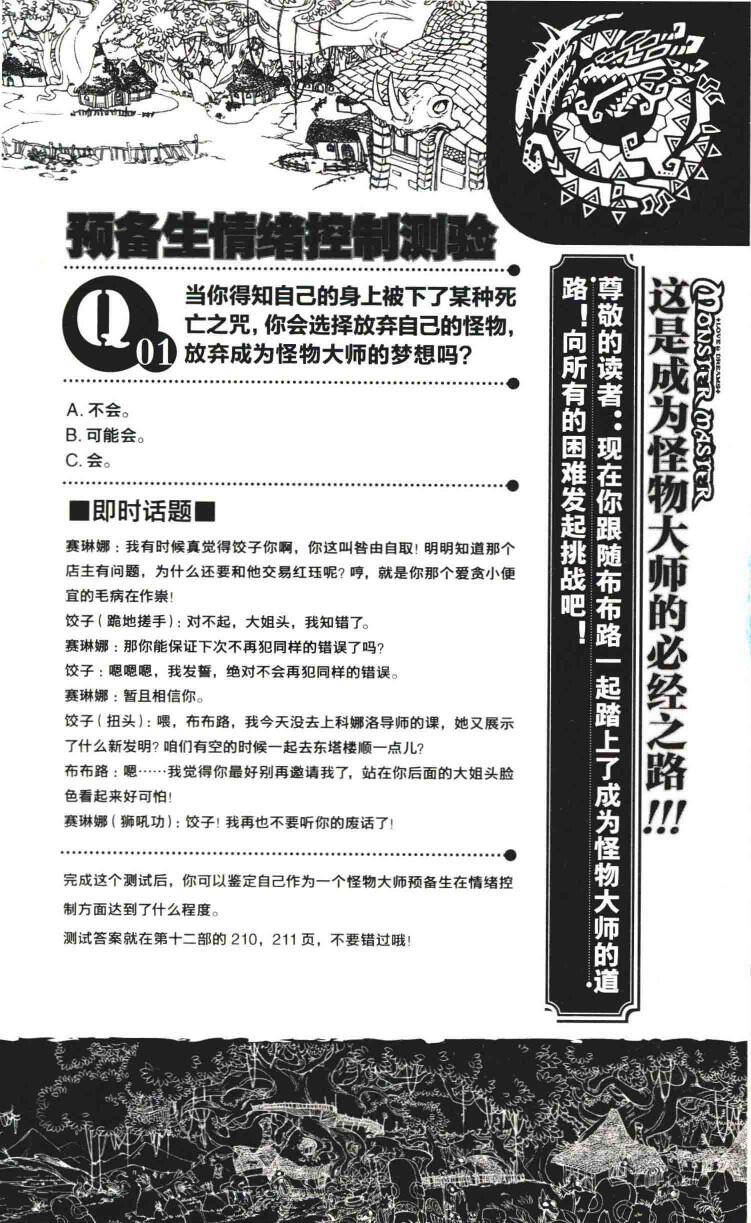 预备生情绪控制测验
Q
01
当你得知自己的身上被下了某种死
亡之咒，你会选择放弃自己的怪物，
放弃成为怪物大师的梦想吗？
A. 不会。
B. 可能会。
C. 会。
■即时话题■
赛琳娜：我有时候真觉得饺子你啊，你这叫咎由自取！明明知道那个
店主有问题，为什么还要和他交易红珏呢？哼，就是你那个爱贪小便
宜的毛病在作祟！
饺子（跪地搓手）：对不起，大姐头，我知错了。
赛琳娜：那你能保证下次不再犯同样的错误了吗？
饺子：嗯嗯嗯，我发誓，绝对不会再犯同样的错误。
赛琳娜：暂且相信你。
饺子（扭头）：喂，布布路，我今天没去上科娜洛导师的课，她又展示
了什么新发明？咱们有空的时候一起去东塔楼顺一点儿？
布布路：嗯……我觉得你最好别再邀请我了，站在你后面的大姐头脸
色看起来好可怕！
赛琳娜（狮吼功）：饺子！我再也不要听你的废话了！
完成这个测试后，你可以鉴定自己作为一个怪物大师预备生在情绪控
制方面达到了什么程度。
测试答案就在第十二部的 210，211 页，不要错过哦！
MONSTER MASTER
+LOVE & DREAMS+
这是成为怪物大师的必经之路!!!
尊敬的读者：现在你跟随布布路一起踏上了成为怪物大师的道
路！向所有的困难发起挑战吧！